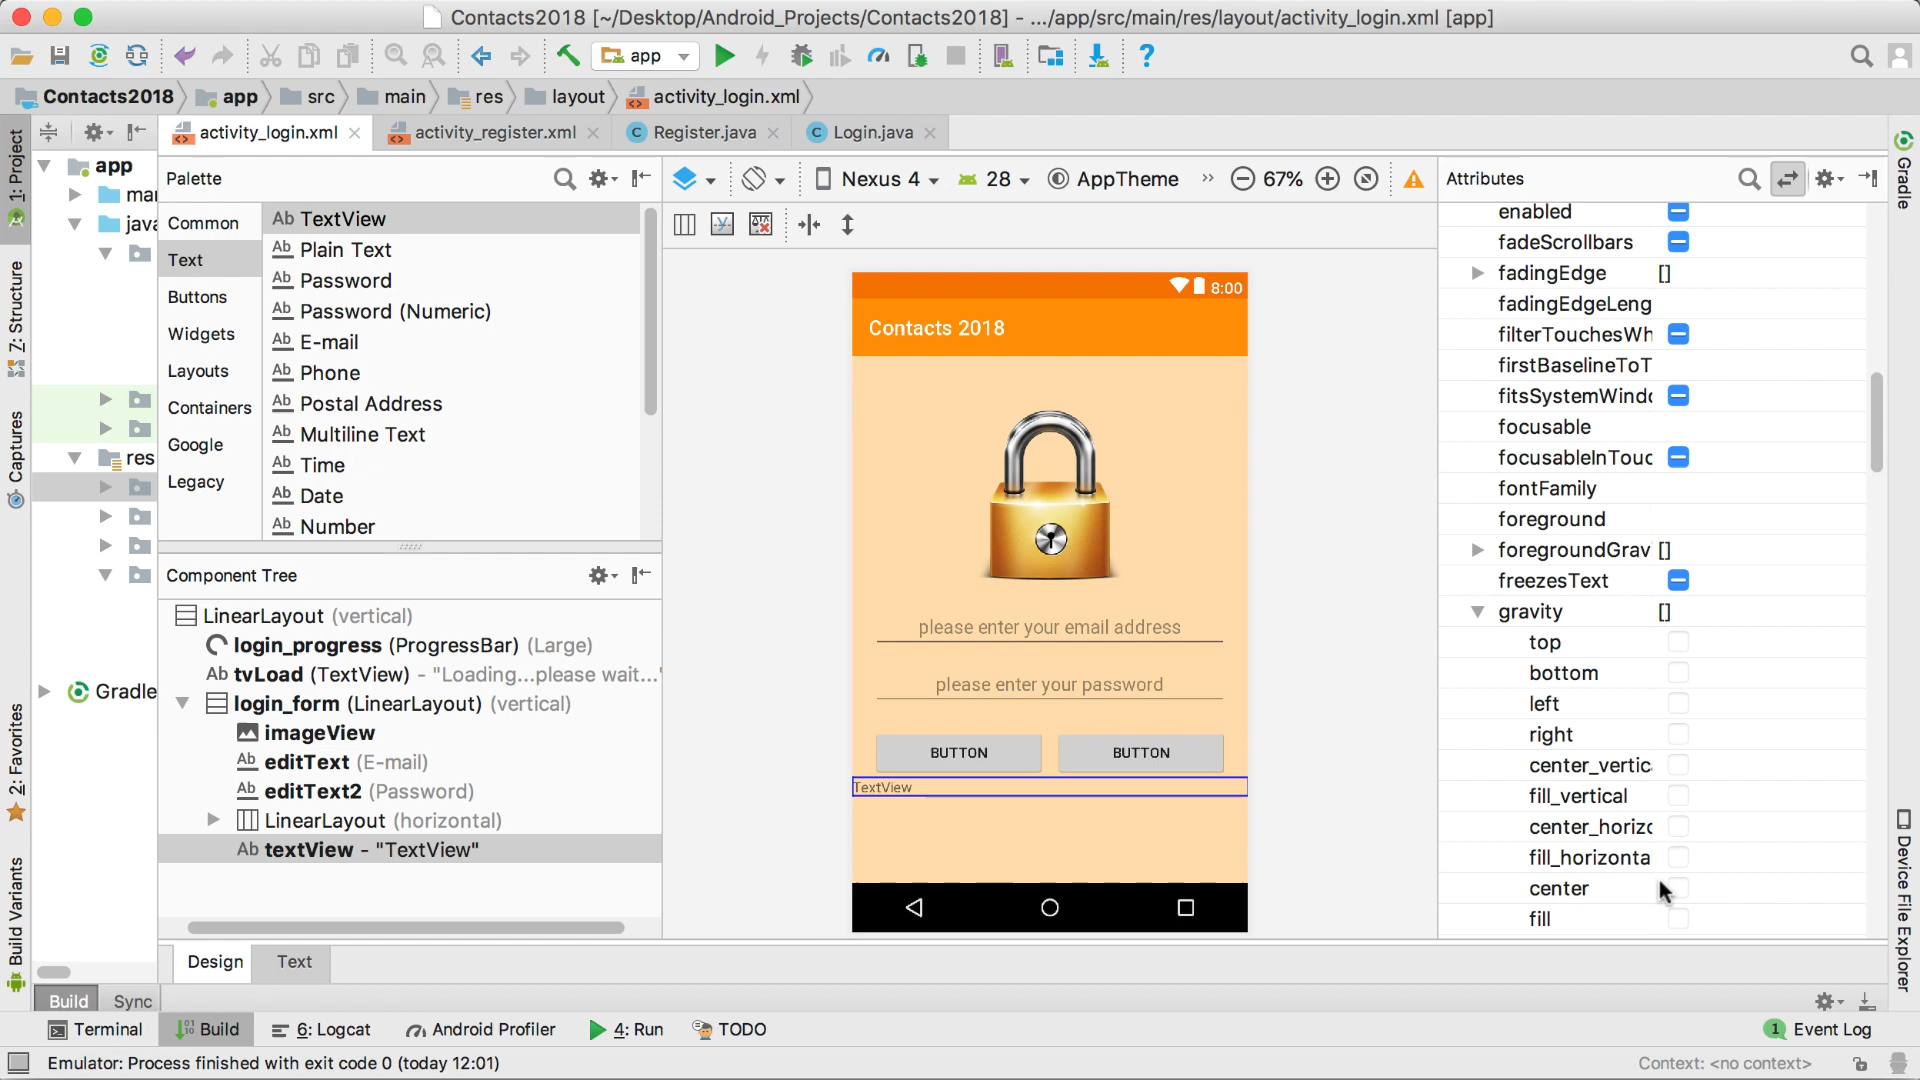 Contacts2018 [~/Desktop/Android_Projects/Contacts2018] - .../app/src/main/res/layout/activity_login.xml [app]
app
Contacts2018 app src main res layout activity_login.xml
activity_login.xml activity_register.xml Register.java Login.java
1: Project
Z: Structure
Captures
2: Favorites
Build Variants
app
mai
java
res
Gradle
Palette
Common
Text
Buttons
Widgets
Layouts
Containers
Google
Legacy
Ab TextView
Ab Plain Text
Ab Password
Ab Password (Numeric)
Ab E-mail
Ab Phone
Ab Postal Address
Ab Multiline Text
Ab Time
Ab Date
Ab Number
Component Tree
LinearLayout (vertical)
login_progress (ProgressBar) (Large)
Ab tvLoad (TextView) - "Loading...please wait..."
login_form (LinearLayout) (vertical)
imageView
Ab editText (E-mail)
Ab editText2 (Password)
LinearLayout (horizontal)
Ab textView - "TextView"
Design Text
Nexus 4 28 AppTheme » 67%
8:00
Contacts 2018
please enter your email address
please enter your password
BUTTON BUTTON
TextView
Attributes
enabled
fadeScrollbars
fadingEdge []
fadingEdgeLeng
filterTouchesWh
firstBaselineToT
fitsSystemWindo
focusable
focusableInTouc
fontFamily
foreground
foregroundGrav []
freezesText
gravity []
top
bottom
left
right
center_vertica
fill_vertical
center_horizo
fill_horizonta
center
fill
Gradle
Device File Explorer
Build Sync
Terminal Build 6: Logcat Android Profiler 4: Run TODO
1 Event Log
Emulator: Process finished with exit code 0 (today 12:01)
Context: <no context>